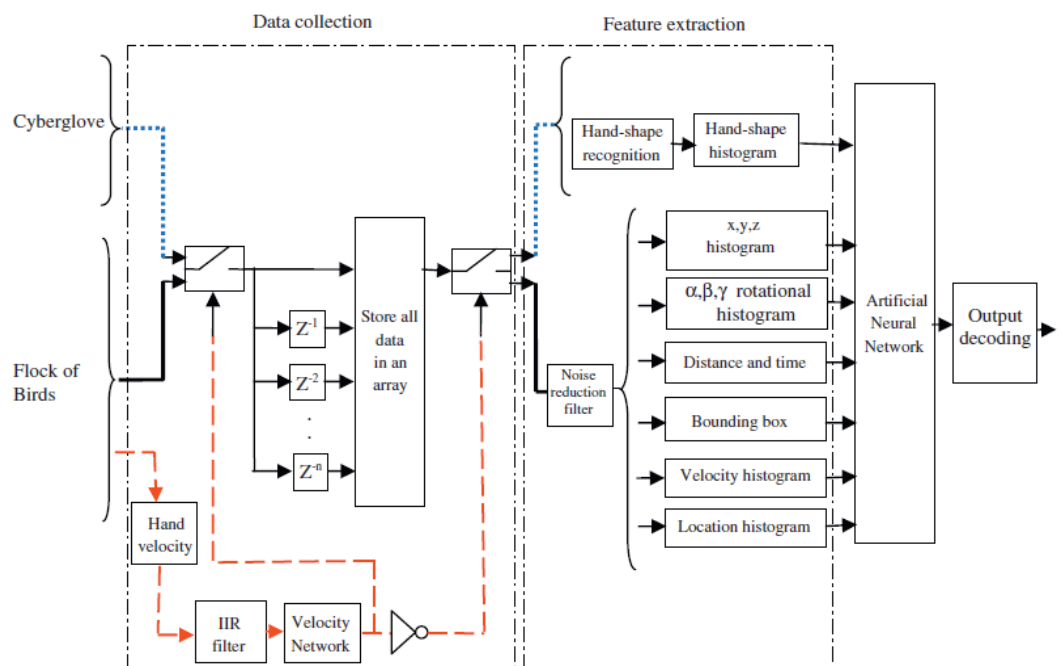 Data collection
Feature extraction
Cyberglove
Hand-shape
recognition
Hand-shape
histogram
x,y,z
histogram
α,β,γ rotational
histogram
Distance and time
Bounding box
Velocity histogram
Location histogram
Flock of
Birds
Z-1
Z-2
.
.
Z-n
Store all
data
in an
array
Noise
reduction
filter
Artificial
Neural
Network
Output
decoding
Hand
velocity
IIR
filter
Velocity
Network